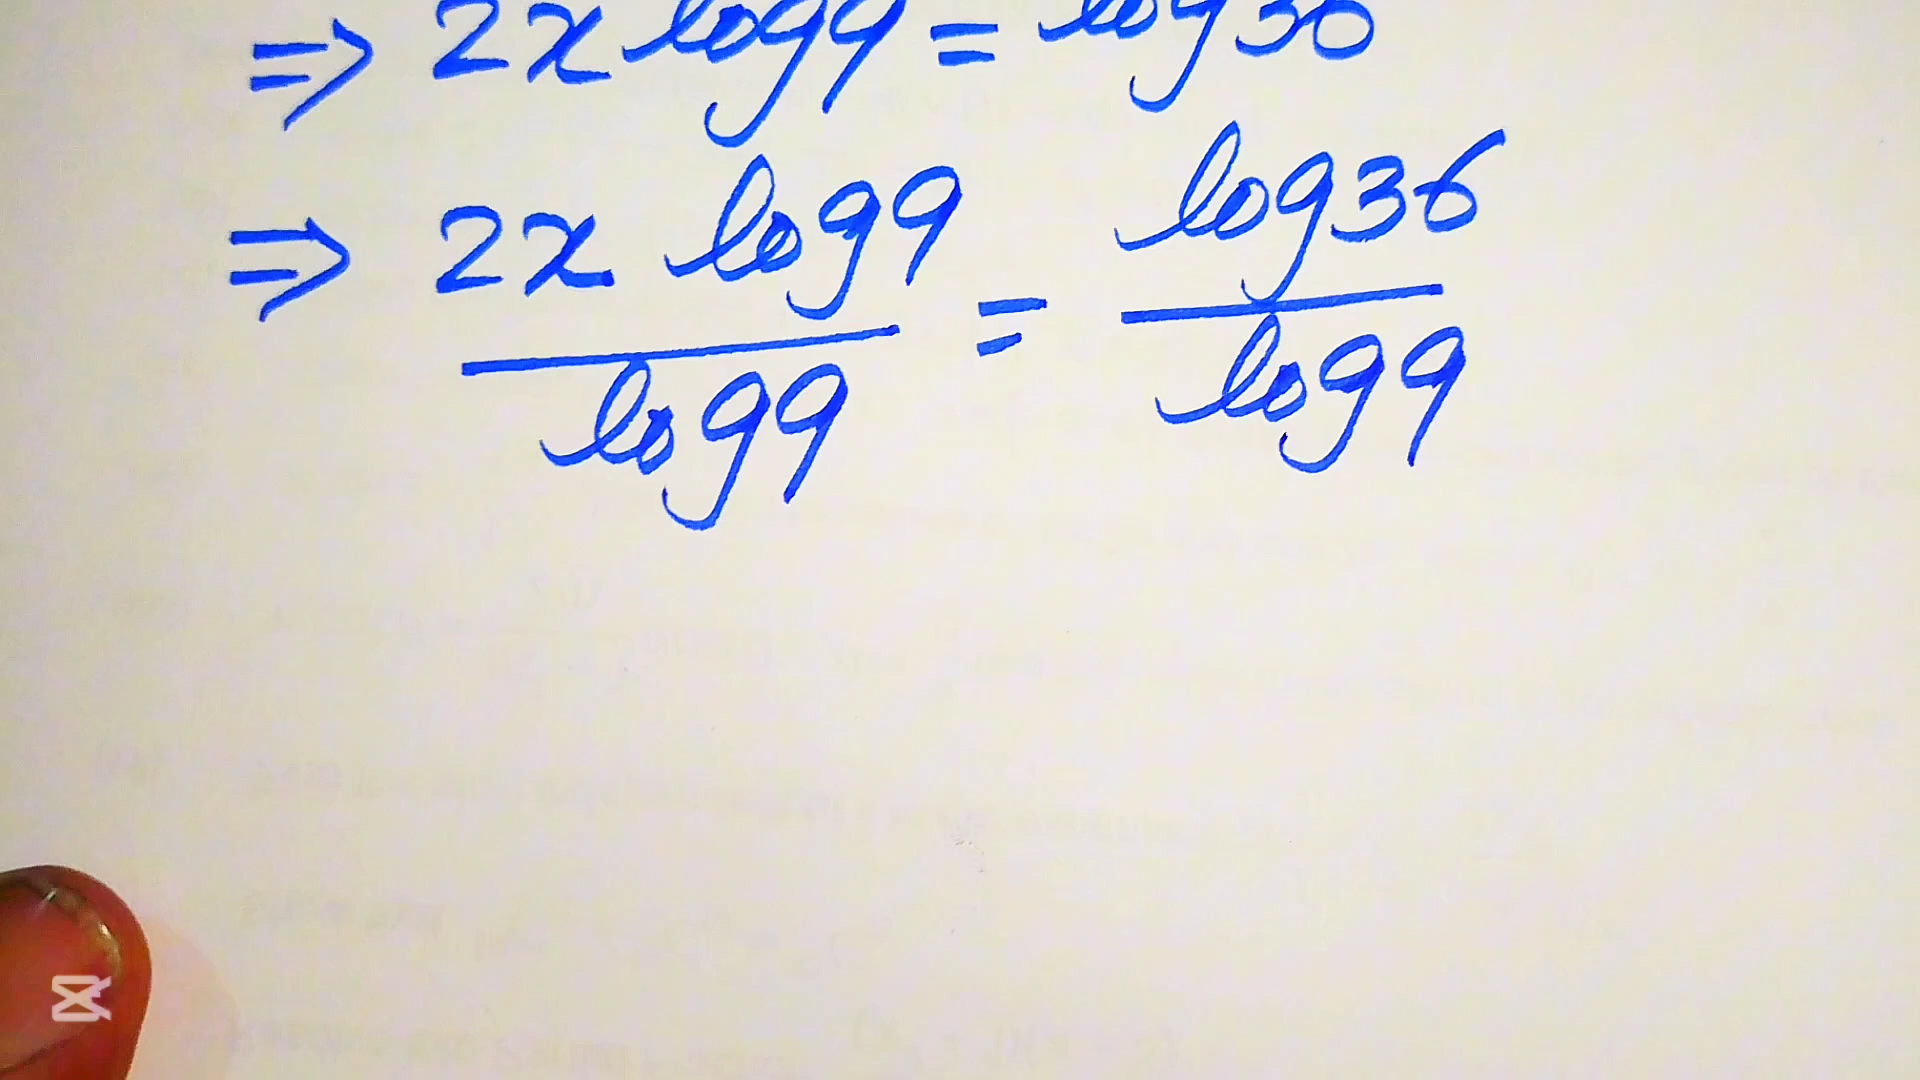 ⇒ 2x log9 = log36
⇒ 2x log9 / log9 = log36 / log9